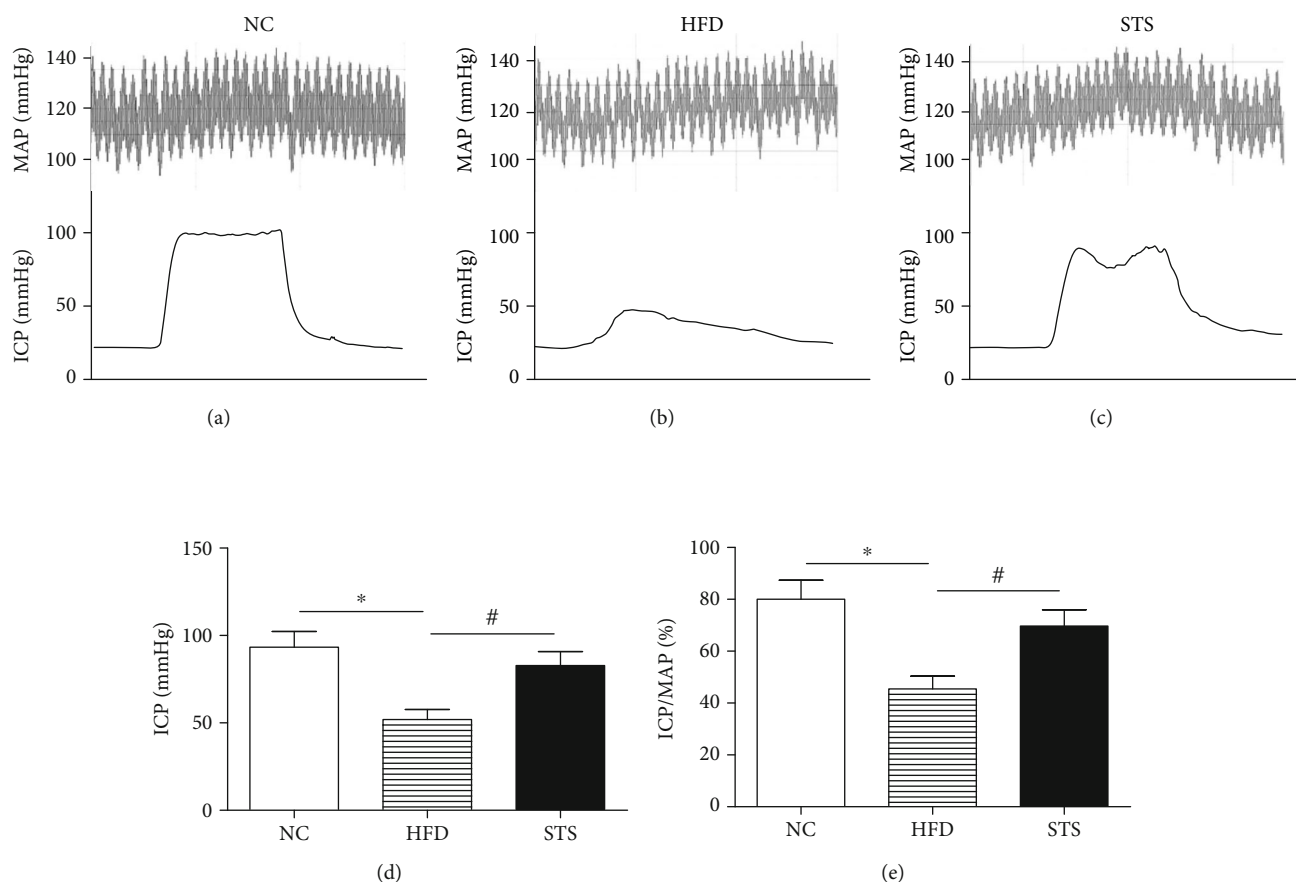 NC
MAP (mmHg)
140
120
100
ICP (mmHg)
100
50
0
(a)
HFD
MAP (mmHg)
140
120
100
ICP (mmHg)
100
50
0
(b)
STS
MAP (mmHg)
140
120
100
ICP (mmHg)
100
50
0
(c)
ICP (mmHg)
150
100
50
0
*
#
NC HFD STS
(d)
ICP/MAP (%)
100
80
60
40
20
0
*
#
NC HFD STS
(e)